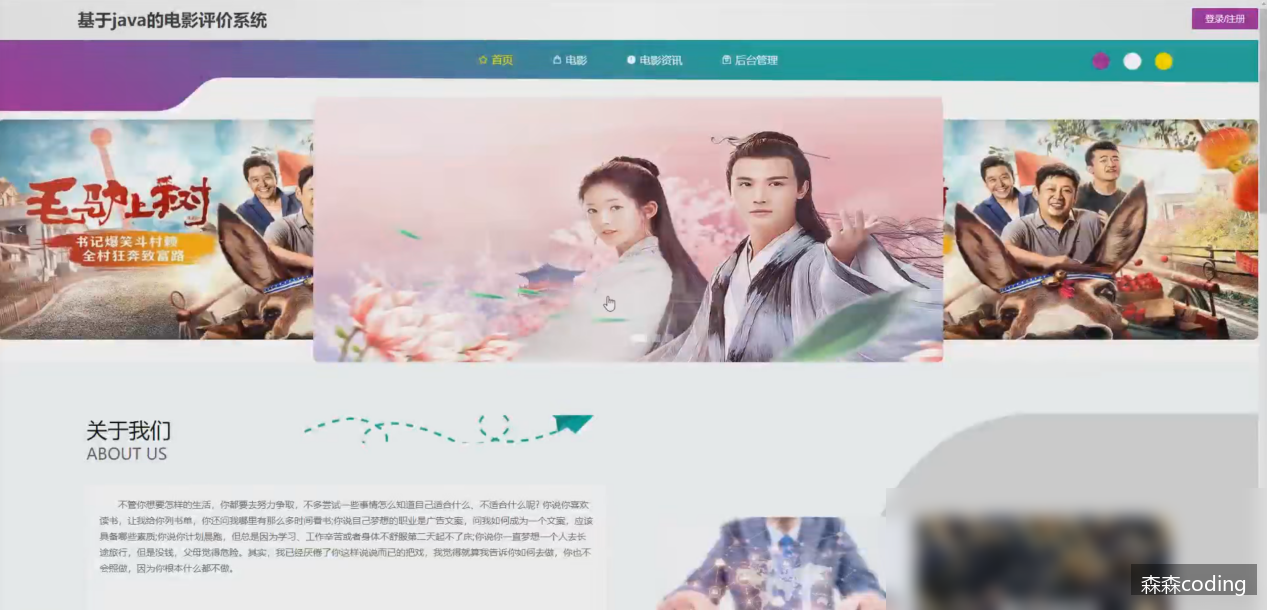 基于java的电影评价系统
登录/注册
首页
电影
电影资讯
后台管理
毛驴上树
书记爆笑斗村赖
全村狂奔致富路
关于我们
ABOUT US
不管你想要怎样的生活，你都要去努力争取，不多尝试一些事情怎么知道自己适合什么、不适合什么呢? 你说你喜欢
读书，让我给你列书单，你还问我哪里有那么多时间看书;你说自己梦想的职业是广告文案，问我如何成为一个文案，应该
具备哪些素质;你说你计划晨跑，但总是因为学习、工作辛苦或者身体不舒服第二天起不了床;你说你一直梦想一个人去长
途旅行，但是没钱，父母觉得危险。其实，我已经厌倦了你这样说说而已的把戏，我觉得就算我告诉你如何去做，你也不
会照做，因为你根本什么都不做。
森森coding